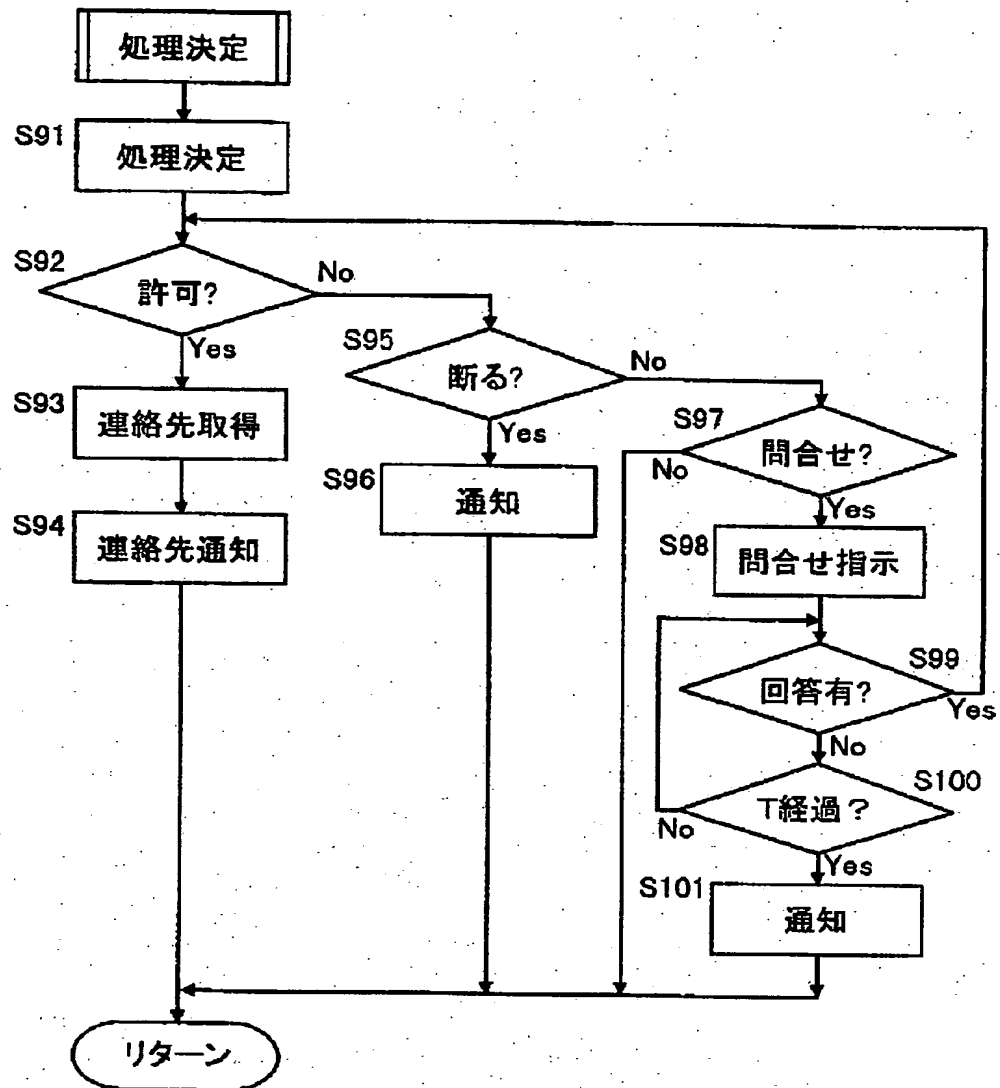 処理決定
S91
処理決定
S92
許可?
No
Yes
S93
連絡先取得
S94
連絡先通知
S95
断る?
No
Yes
S96
通知
S97
問合せ?
No
Yes
S98
問合せ指示
S99
回答有?
Yes
No
S100
T経過?
No
Yes
S101
通知
リターン